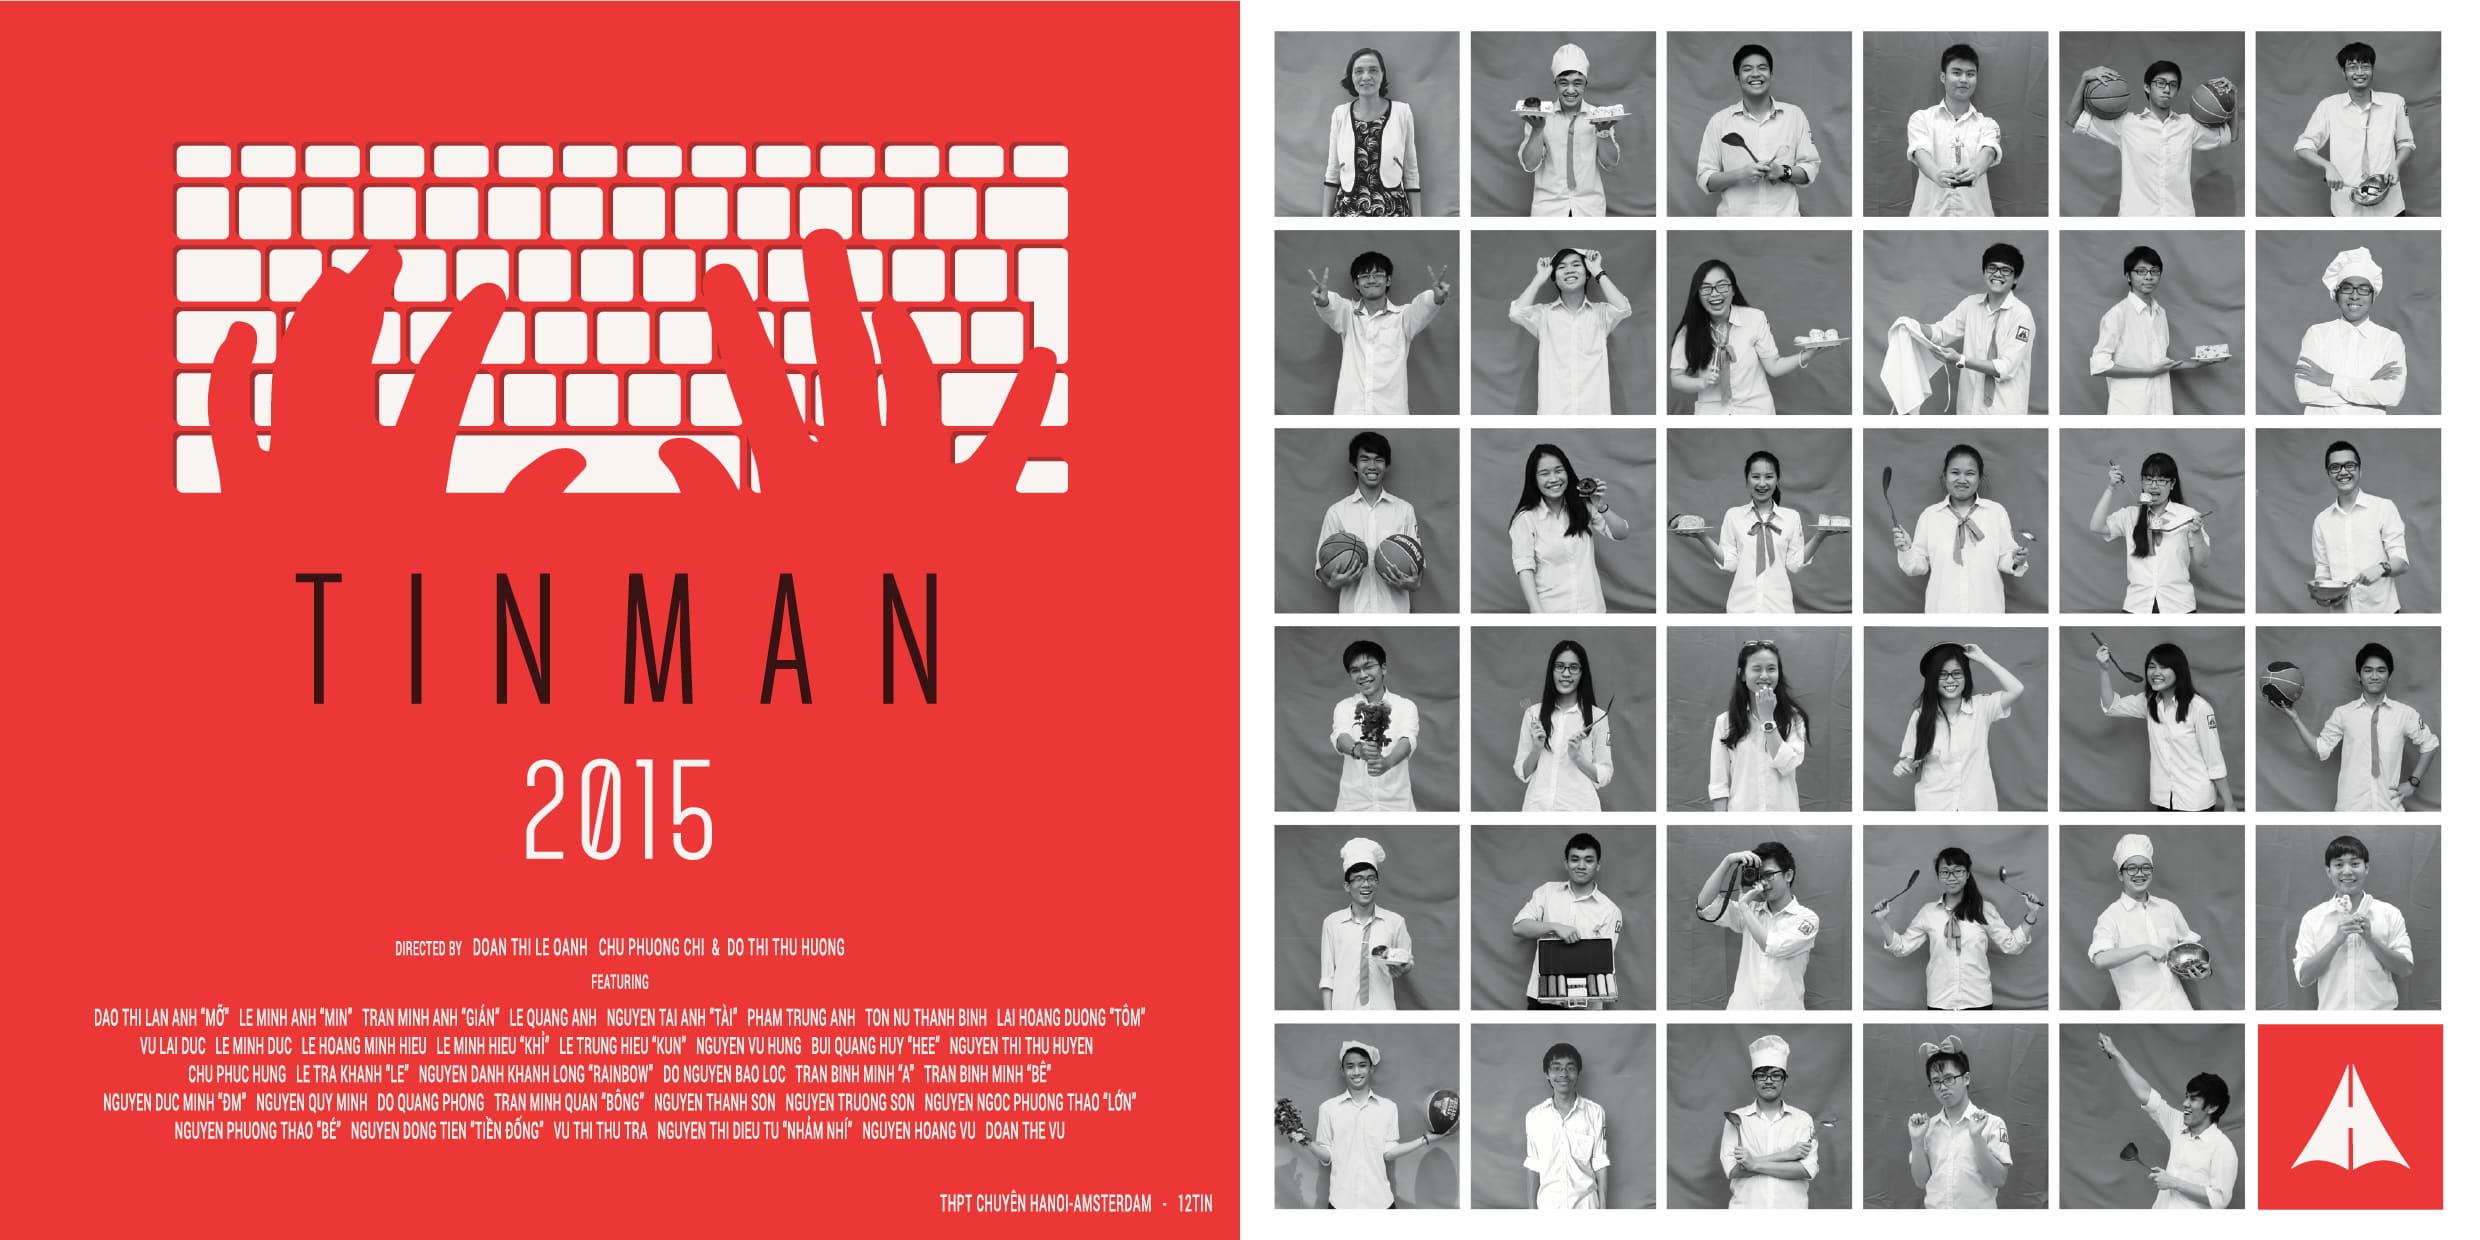 TINMAN
2015
DIRECTED BY DOAN THI LE OANH CHU PHUONG CHI & DO THI THU HUONG
FEATURING
DAO THI LAN ANH “MỠ” LE MINH ANH “MIN” TRAN MINH ANH “GIÁN” LE QUANG ANH NGUYEN TAI ANH “TÀI” PHAM TRUNG ANH TON NU THANH BINH LAI HOANG DUONG “TÔM”
VU LAI DUC LE MINH DUC LE HOANG MINH HIEU LE MINH HIEU “KHỈ” LE TRUNG HIEU “KUN” NGUYEN VU HUNG BUI QUANG HUY “HEE” NGUYEN THI THU HUYEN
CHU PHUC HUNG LE TRA KHANH “LE” NGUYEN DANH KHANH LONG “RAINBOW” DO NGUYEN BAO LOC TRAN BINH MINH “A” TRAN BINH MINH “BÊ”
NGUYEN DUC MINH “ĐM” NGUYEN QUY MINH DO QUANG PHONG TRAN MINH QUAN “BÔNG” NGUYEN THANH SON NGUYEN TRUONG SON NGUYEN NGOC PHUONG THAO “LỚN”
NGUYEN PHUONG THAO “BÉ” NGUYEN DONG TIEN “TIỀN ĐỐNG” VU THI THU TRA NGUYEN THI DIEU TU “NHẢM NHÍ” NGUYEN HOANG VU DOAN THE VU
THPT CHUYÊN HANOI-AMSTERDAM - 12TIN